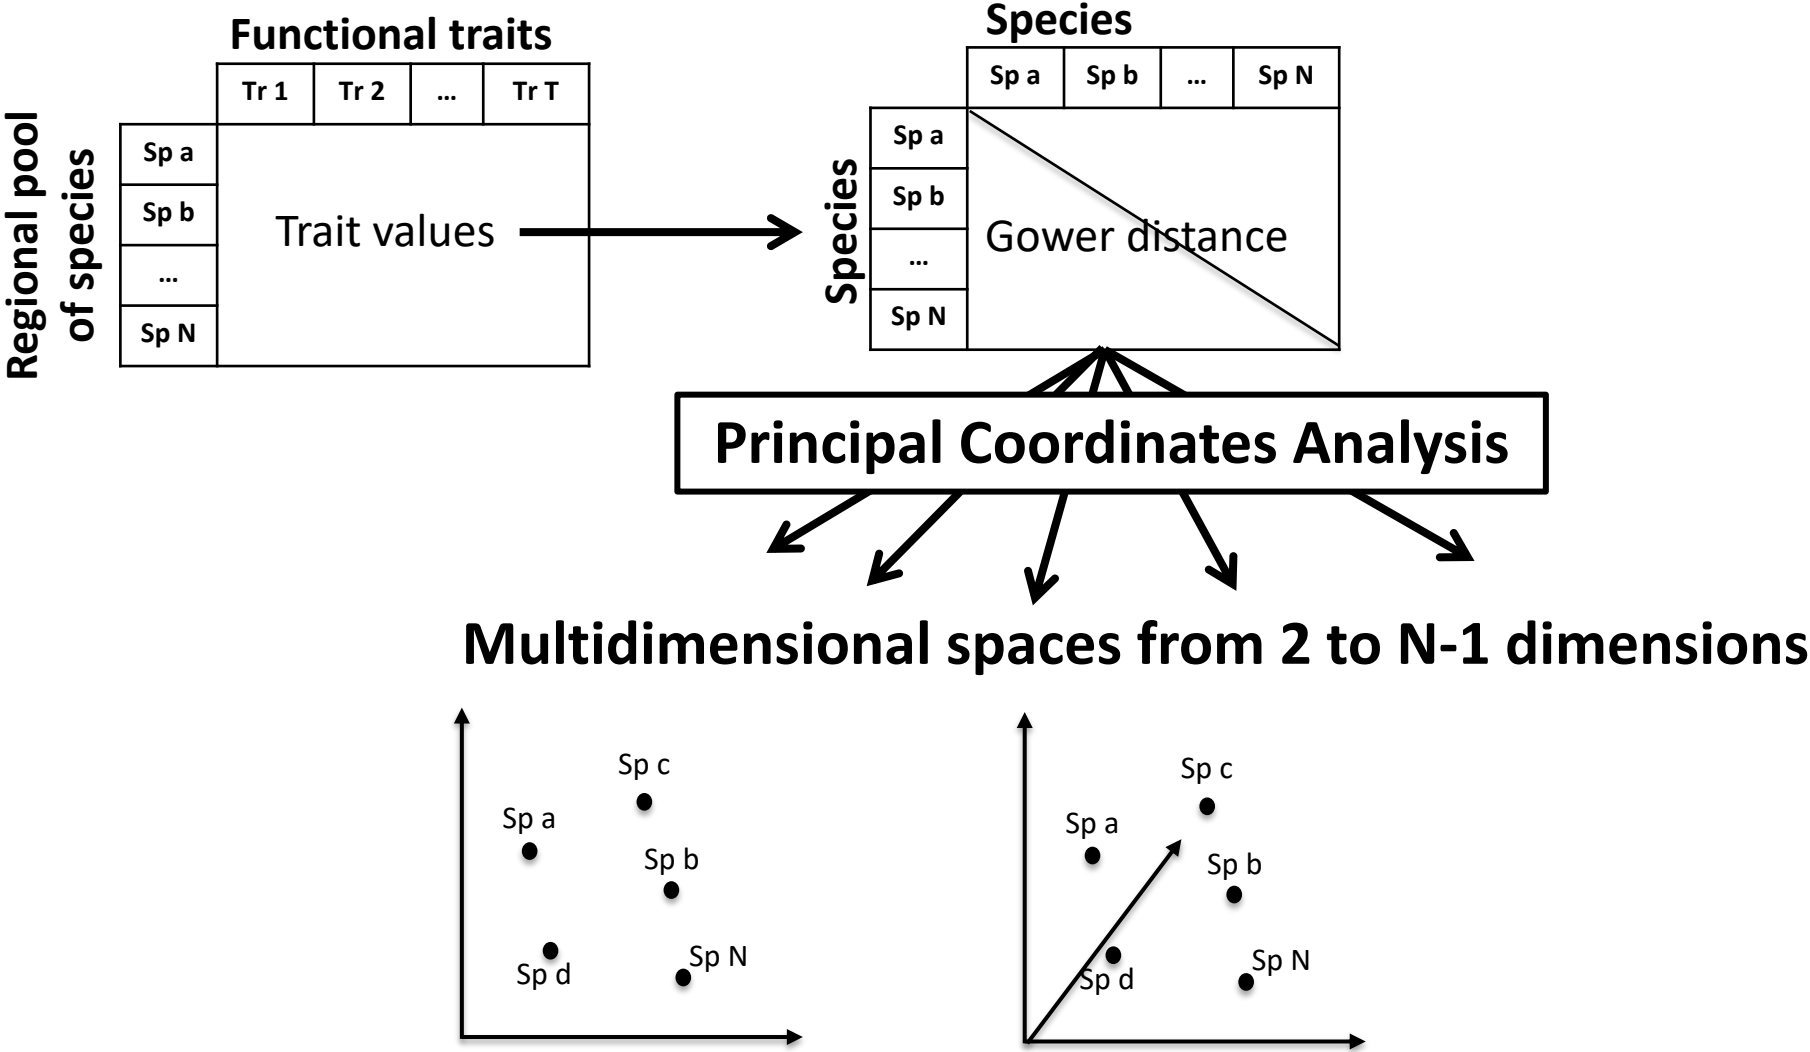 Functional traits
Tr 1 Tr 2 ... Tr T
Regional pool
of species
Sp a
Sp b
...
Sp N
Trait values
Species
Sp a Sp b ... Sp N
Species
Sp a
Sp b
...
Sp N
Gower distance
Principal Coordinates Analysis
Multidimensional spaces from 2 to N-1 dimensions
Sp c
Sp a
Sp b
Sp d
Sp N
Sp c
Sp a
Sp b
Sp d
Sp N